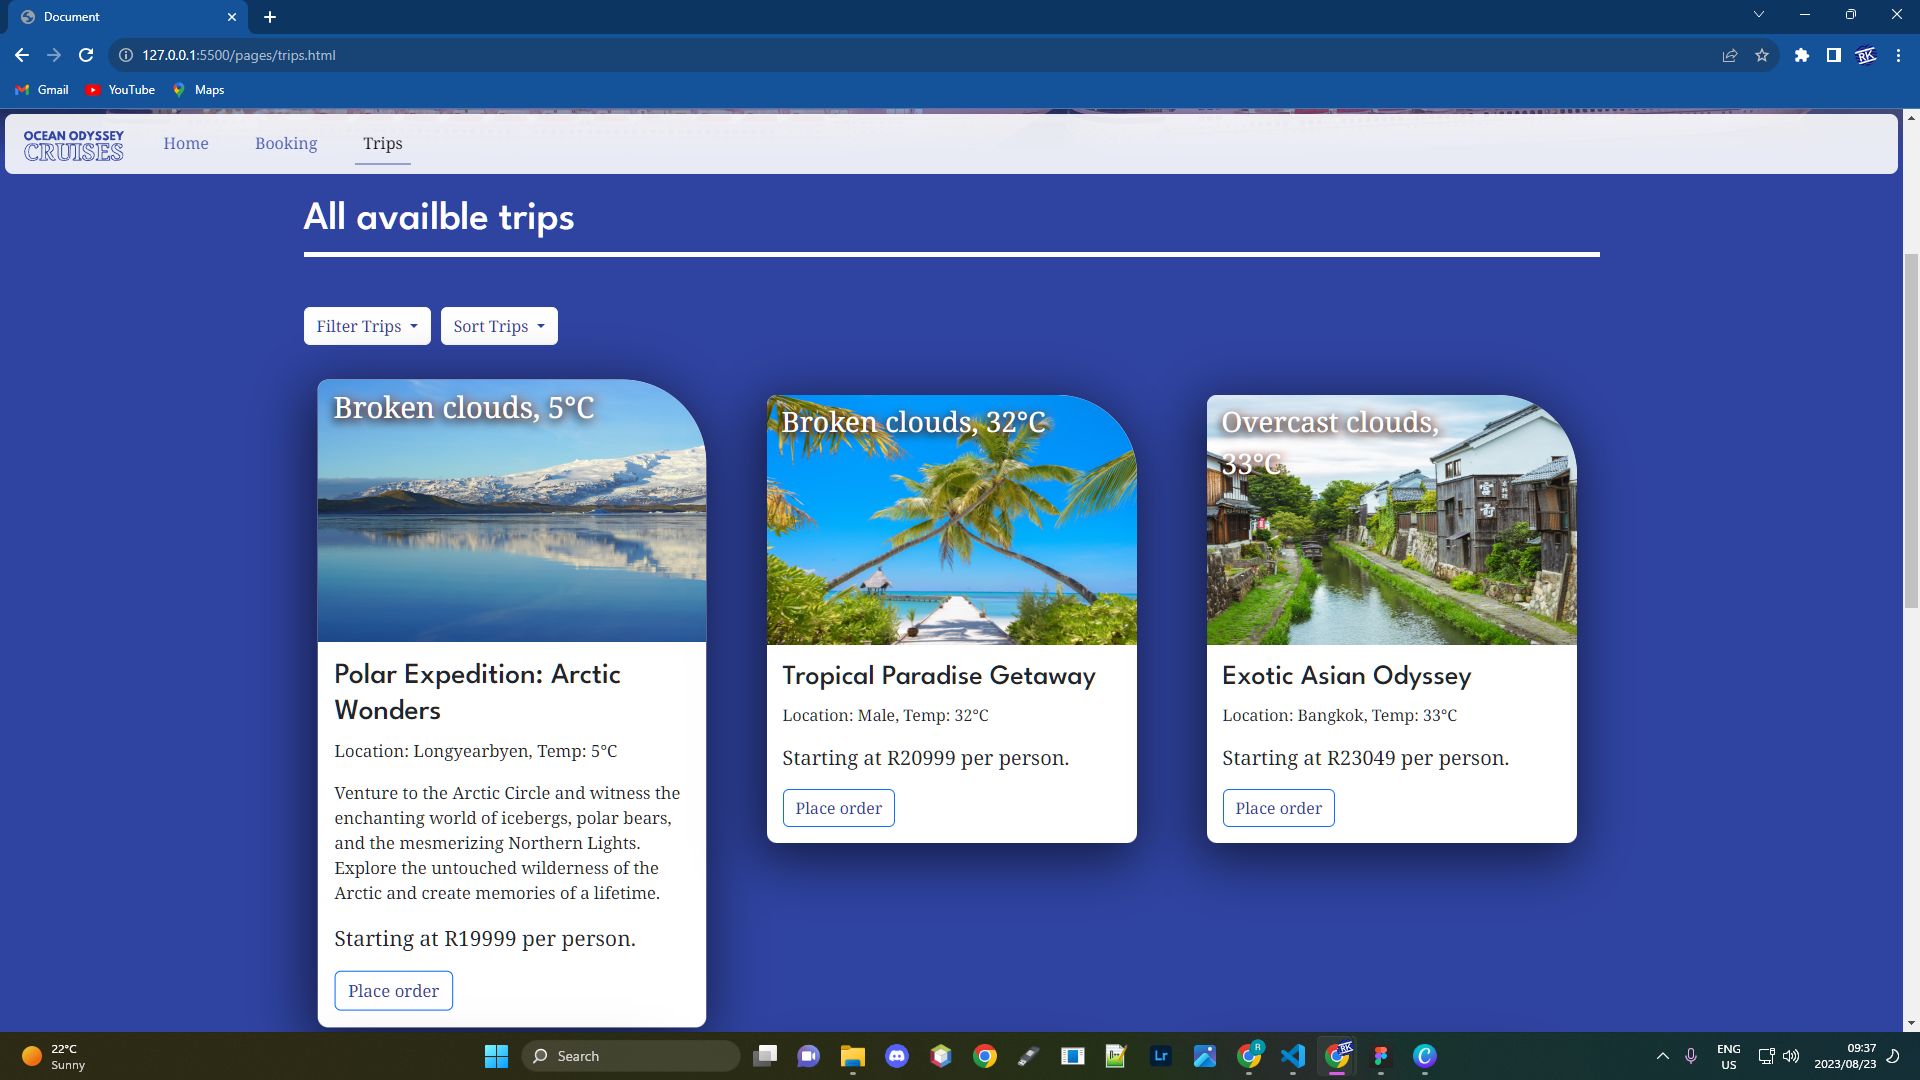 Document
127.0.0.1:5500/pages/trips.html
RK
Gmail
YouTube
Maps
OCEAN ODYSSEY
CRUISES
Home
Booking
Trips
All availble trips
Filter Trips
Sort Trips
Broken clouds, 5°C
Polar Expedition: Arctic
Wonders
Location: Longyearbyen, Temp: 5°C
Venture to the Arctic Circle and witness the
enchanting world of icebergs, polar bears,
and the mesmerizing Northern Lights.
Explore the untouched wilderness of the
Arctic and create memories of a lifetime.
Starting at R19999 per person.
Place order
Broken clouds, 32°C
Tropical Paradise Getaway
Location: Male, Temp: 32°C
Starting at R20999 per person.
Place order
Overcast clouds,
33°C
Exotic Asian Odyssey
Location: Bangkok, Temp: 33°C
Starting at R23049 per person.
Place order
22°C
Sunny
Search
Lr
R
RK
ENG
US
09:37
2023/08/23